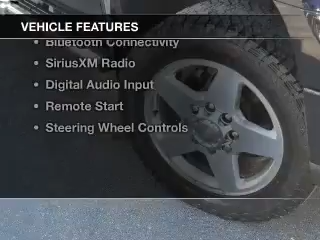 VEHICLE FEATURES
• Bluetooth Connectivity
• SiriusXM Radio
• Digital Audio Input
• Remote Start
• Steering Wheel Controls